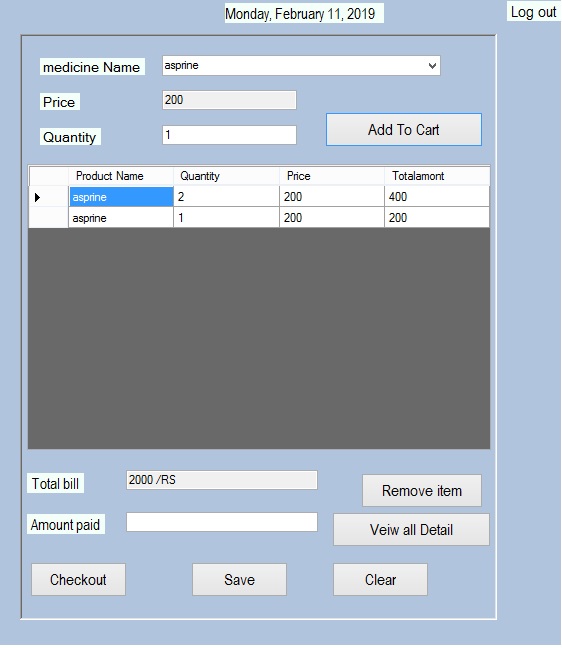 Monday, February 11, 2019 Log out
medicine Name asprine
Price 200
Quantity 1 Add To Cart
Product Name Quantity Price Totalamont
asprine 2 200 400
asprine 1 200 200
Total bill 2000 /RS
Remove item
Amount paid Veiw all Detail
Checkout Save Clear